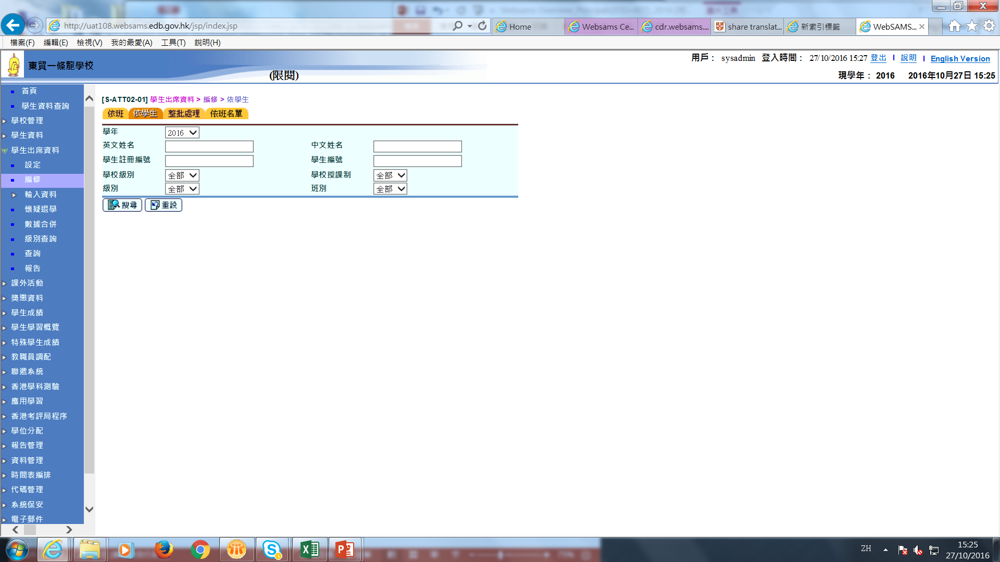 http://uat108.websams.edb.gov.hk/jsp/index.jsp
Home
Websams Ce...
cdr.websams....
share translat...
新索引標籤
WebSAMS...
檔案(F) 編輯(E) 檢視(V) 我的最愛(A) 工具(T) 說明(H)
東貿一條龍學校
(限閱)
用戶： sysadmin 登入時間： 27/10/2016 15:27 登出 | 說明 | English Version
現學年： 2016 2016年10月27日 15:25
首頁
學生資料查詢
學校管理
學生資料
學生出席資料
設定
編修
輸入資料
懷疑退學
數據合併
級別查詢
查詢
報告
課外活動
獎懲資料
學生成績
學生學習概覽
特殊學生成績
教職員調配
聯遞系統
香港學科測驗
應用學習
香港考評局程序
學位分配
報告管理
資料管理
時間表編排
代碼管理
系統保安
電子郵件
[S-ATT02-01] 學生出席資料 > 編修 > 依學生
依班 依學生 整批處理 依班名單
學年 2016
英文姓名 中文姓名
學生註冊編號 學生編號
學校級別 全部 學校授課制 全部
級別 全部 班別 全部
搜尋 重設
ZH
15:25
27/10/2016